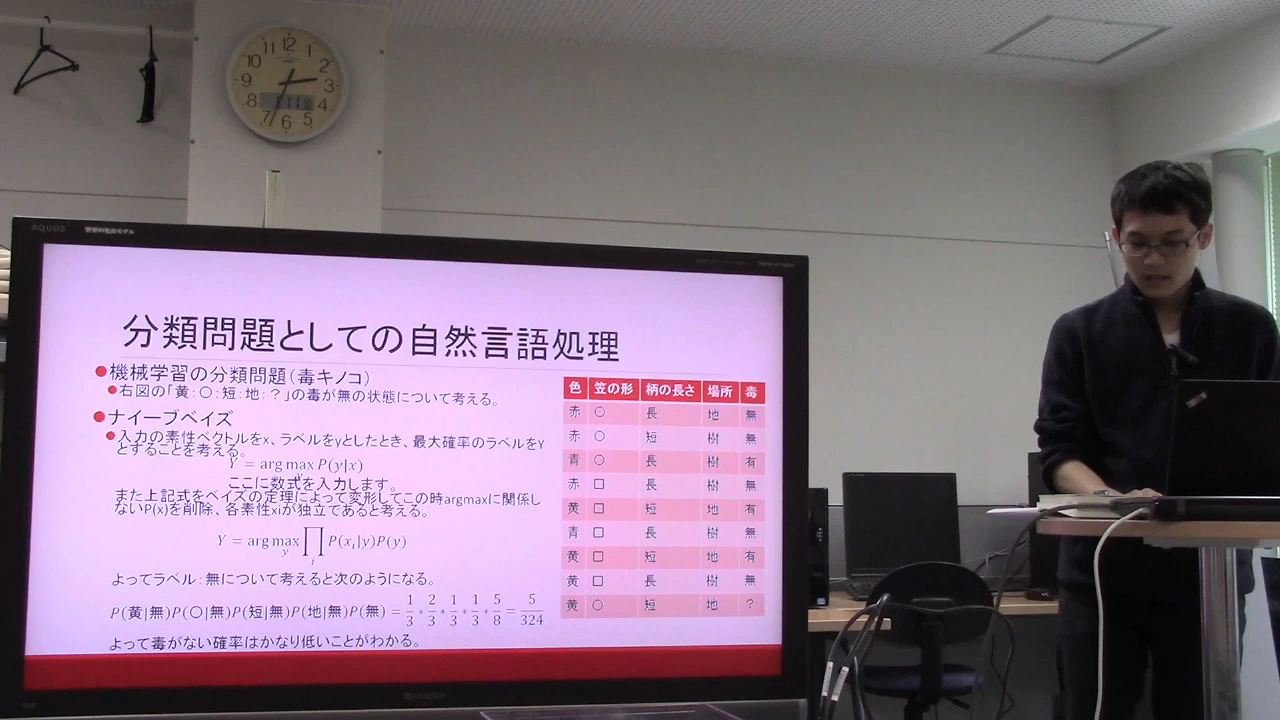 12
11 1
10 2
9 3
8 4
7 5
6
AQUOS
分類問題としての自然言語処理
●機械学習の分類問題(毒キノコ)
●右図の「黄:○:短:地:?」の毒が無の状態について考える。
●ナイーブベイズ
●入力の素性ベクトルをx、ラベルをyとしたとき、最大確率のラベルをY
とすることを考える。
Y = arg max P(y|x)
y
ここに数式を入力します。
また上記式をベイズの定理によって変形してこの時argmaxに関係し
ないP(x)を削除、各素性xiが独立であると考える。
Y = arg max ∏ P(x_i|y)P(y)
y i
よってラベル:無について考えると次のようになる。
P(黄|無)P(○|無)P(短|無)P(地|無)P(無) = 1/3 * 2/3 * 1/3 * 1/3 * 5/8 = 5/324
よって毒がない確率はかなり低いことがわかる。
色 笠の形 柄の長さ 場所 毒
赤 ○ 長 地 無
赤 ○ 短 樹 無
青 ○ 長 樹 有
赤 □ 長 樹 無
黄 □ 短 地 有
青 □ 長 樹 無
黄 □ 短 地 有
黄 □ 長 樹 無
黄 ○ 短 地 ?